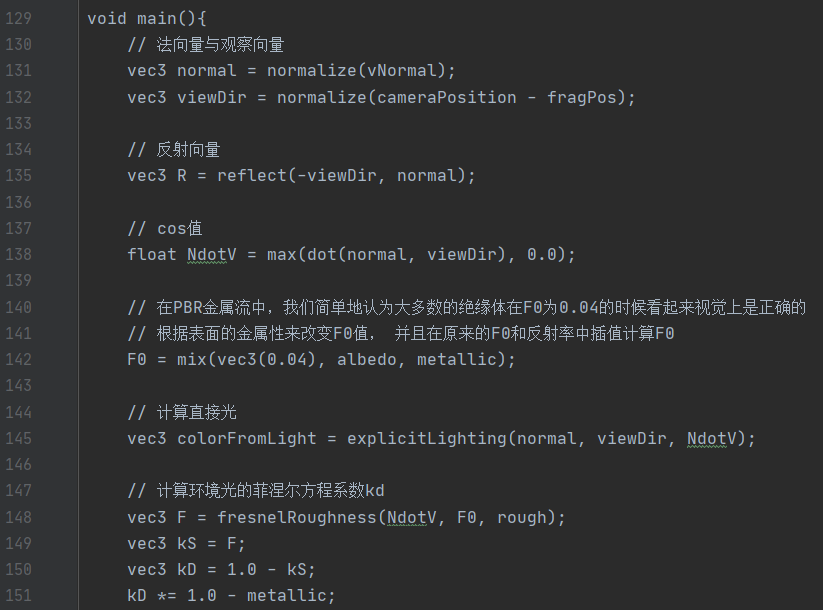 129 void main(){
130 // 法向量与观察向量
131 vec3 normal = normalize(vNormal);
132 vec3 viewDir = normalize(cameraPosition - fragPos);
133
134 // 反射向量
135 vec3 R = reflect(-viewDir, normal);
136
137 // cos值
138 float NdotV = max(dot(normal, viewDir), 0.0);
139
140 // 在PBR金属流中，我们简单地认为大多数的绝缘体在F0为0.04的时候看起来视觉上是正确的
141 // 根据表面的金属性来改变F0值， 并且在原来的F0和反射率中插值计算F0
142 F0 = mix(vec3(0.04), albedo, metallic);
143
144 // 计算直接光
145 vec3 colorFromLight = explicitLighting(normal, viewDir, NdotV);
146
147 // 计算环境光的菲涅尔方程系数kd
148 vec3 F = fresnelRoughness(NdotV, F0, rough);
149 vec3 kS = F;
150 vec3 kD = 1.0 - kS;
151 kD *= 1.0 - metallic;